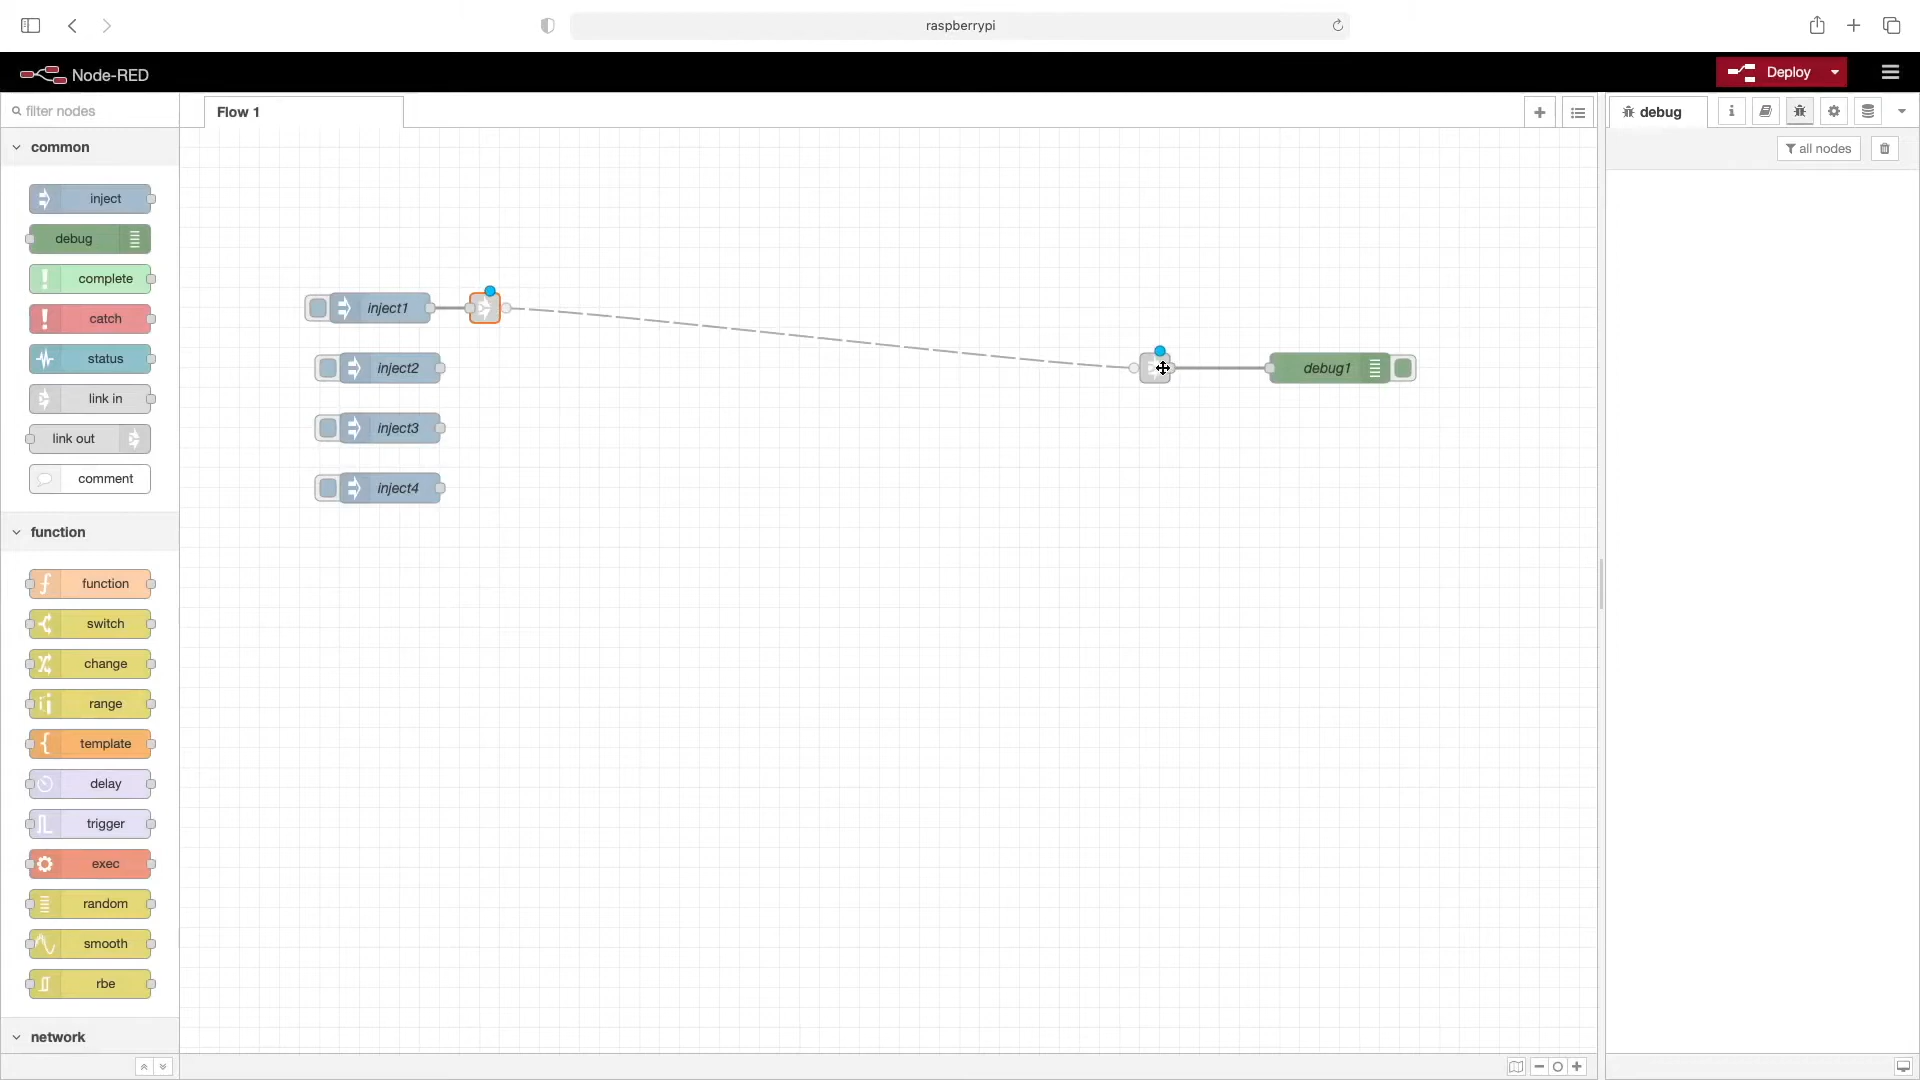 raspberrypi
Node-RED
Deploy
filter nodes
Flow 1
debug
i
all nodes
common
inject
debug
complete
catch
status
link in
link out
comment
function
function
switch
change
range
template
delay
trigger
exec
random
smooth
rbe
network
inject1
inject2
inject3
inject4
debug1